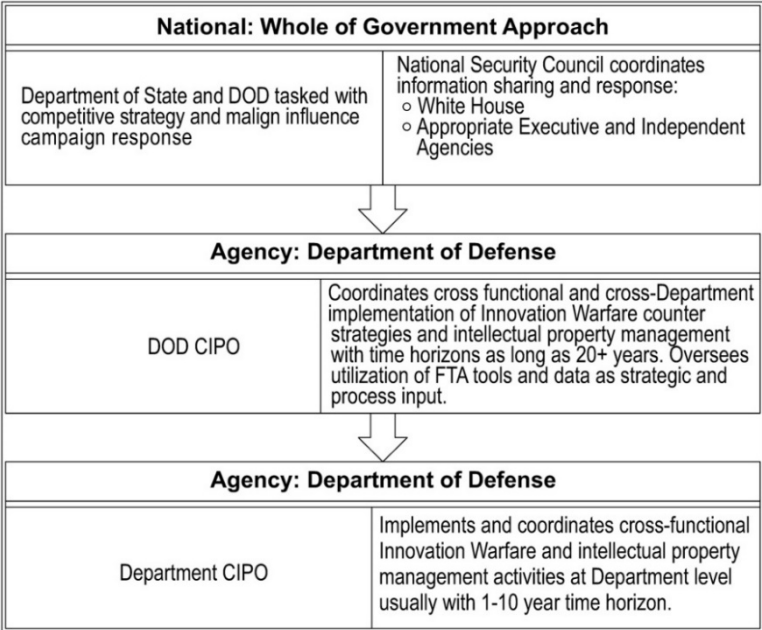 National: Whole of Government Approach
Department of State and DOD tasked with
competitive strategy and malign influence
campaign response
National Security Council coordinates
information sharing and response:
○ White House
○ Appropriate Executive and Independent
Agencies
Agency: Department of Defense
DOD CIPO
Coordinates cross functional and cross-Department
implementation of Innovation Warfare counter
strategies and intellectual property management
with time horizons as long as 20+ years. Oversees
utilization of FTA tools and data as strategic and
process input.
Agency: Department of Defense
Department CIPO
Implements and coordinates cross-functional
Innovation Warfare and intellectual property
management activities at Department level
usually with 1-10 year time horizon.